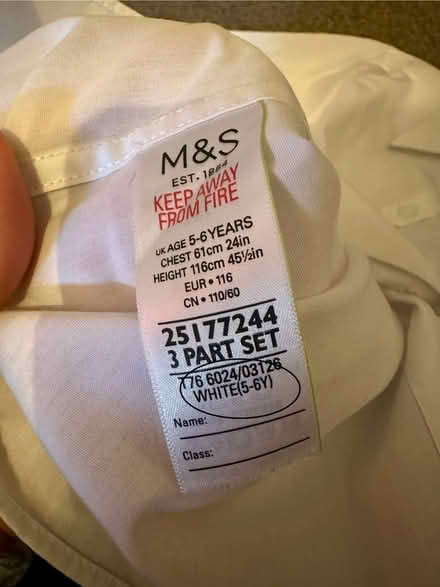 M&S
EST. 1884
KEEP AWAY
FROM FIRE
UK AGE 5-6 YEARS
CHEST 61cm 24in
HEIGHT 116cm 45½in
EUR • 116
CN • 110/60
25177244
3 PART SET
T76 6024/03126
WHITE(5-6Y)
Name:
Class: